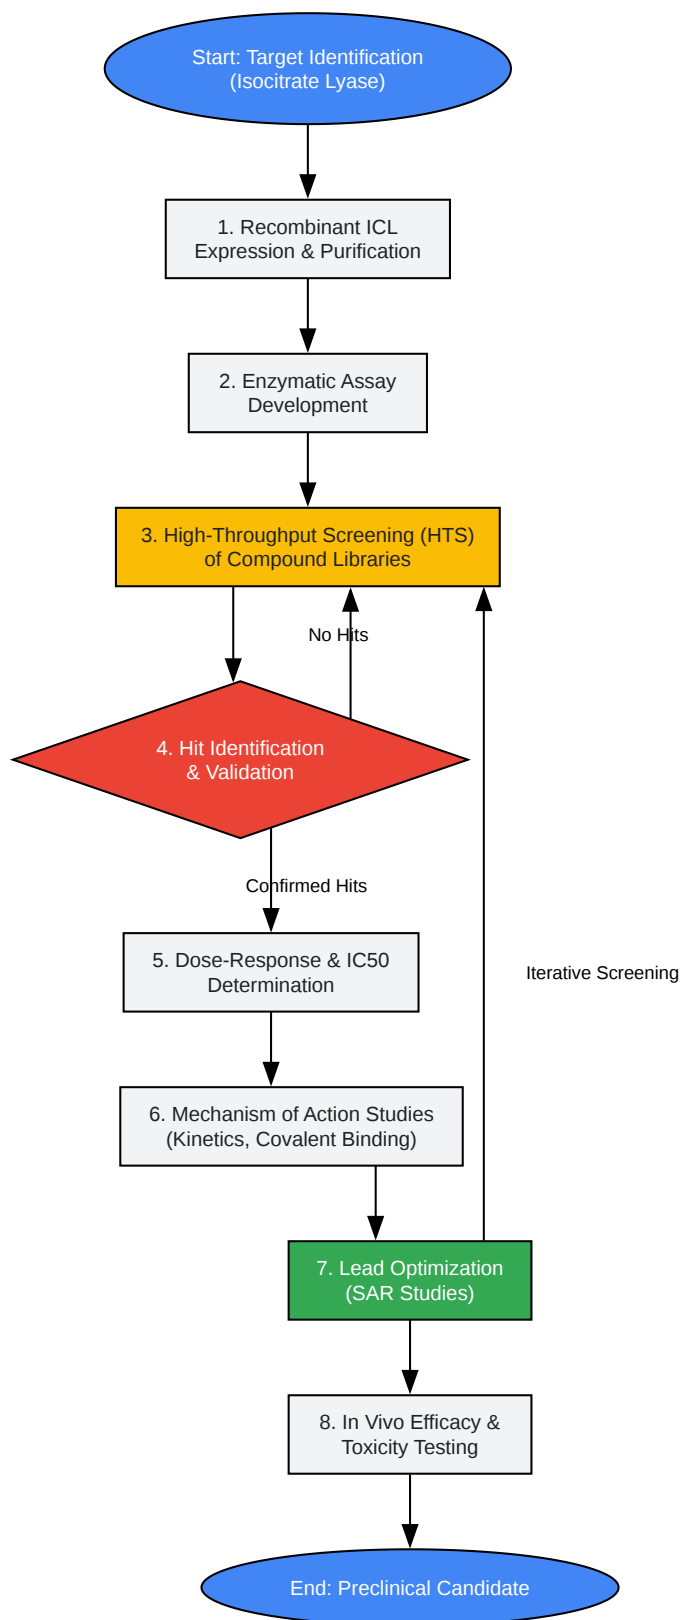 Start: Target Identification
(Isocitrate Lyase)
1. Recombinant ICL
Expression & Purification
2. Enzymatic Assay
Development
3. High-Throughput Screening (HTS)
of Compound Libraries
No Hits
4. Hit Identification
& Validation
Confirmed Hits
5. Dose-Response & IC50
Determination
Iterative Screening
6. Mechanism of Action Studies
(Kinetics, Covalent Binding)
7. Lead Optimization
(SAR Studies)
8. In Vivo Efficacy &
Toxicity Testing
End: Preclinical Candidate